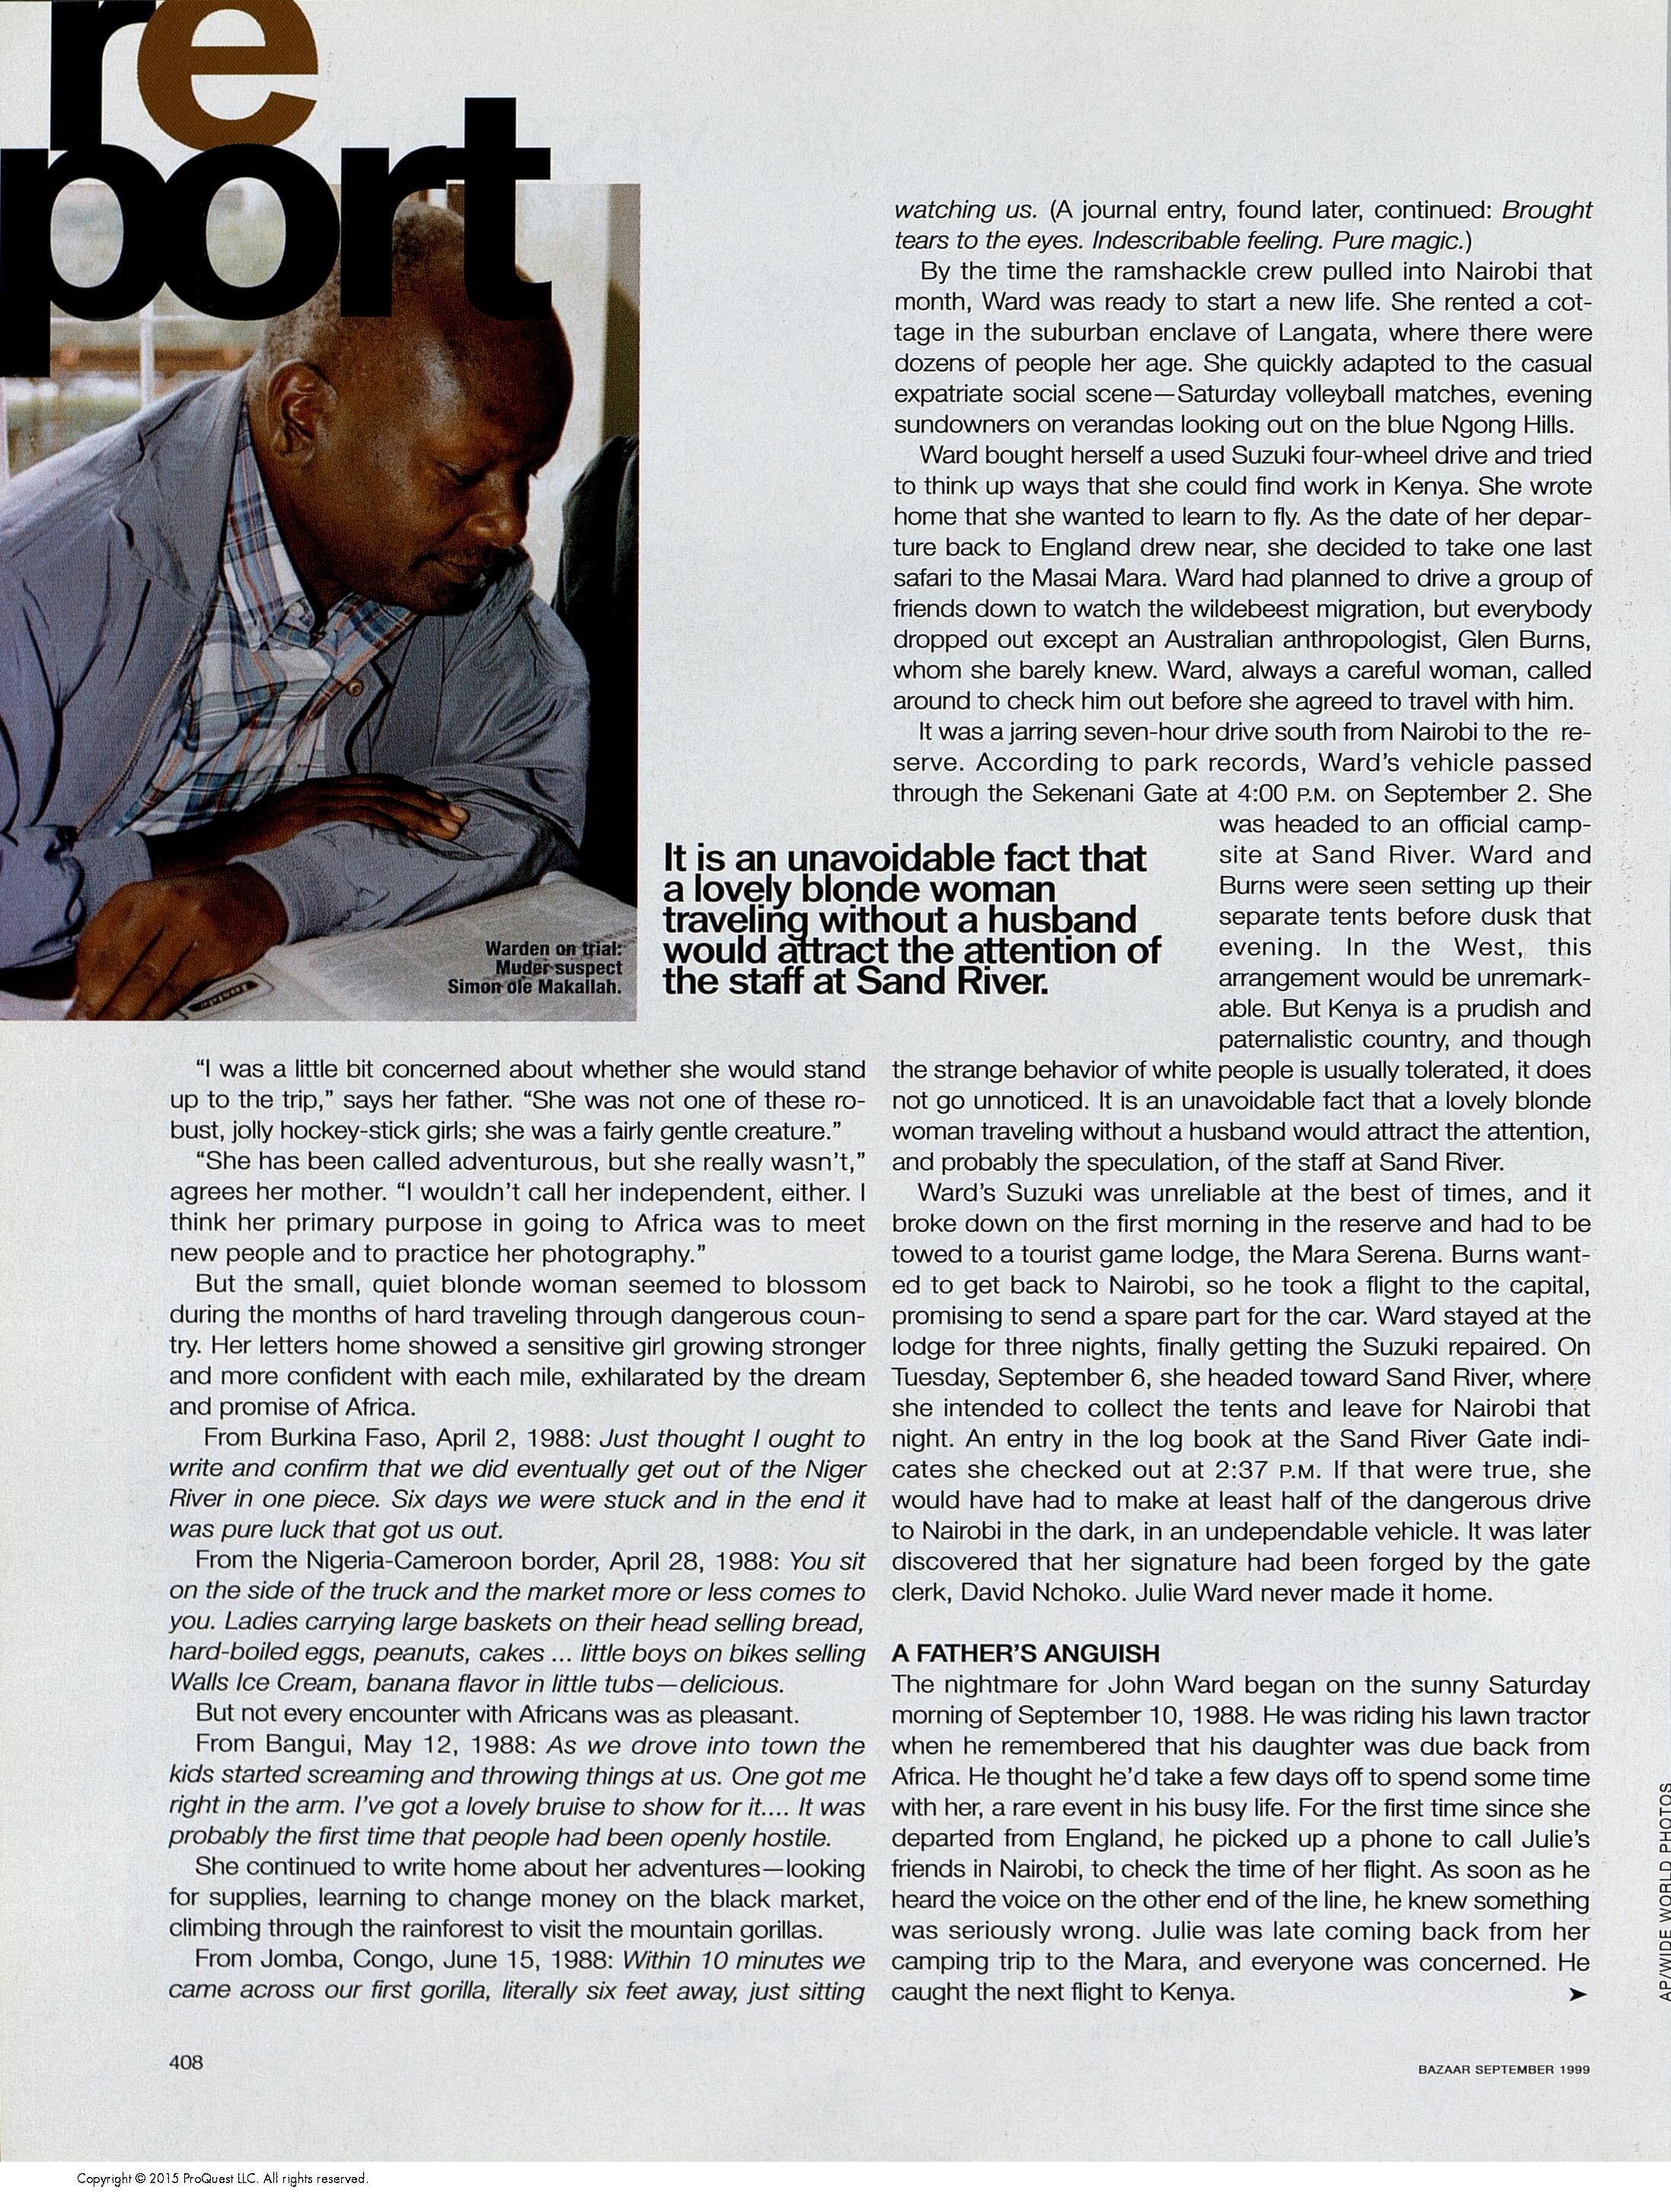 re
port
Warden on trial:
Muder suspect
Simon ole Makallah.
It is an unavoidable fact that
a lovely blonde woman
traveling without a husband
would attract the attention of
the staff at Sand River.
“I was a little bit concerned about whether she would stand
up to the trip,” says her father. “She was not one of these ro-
bust, jolly hockey-stick girls; she was a fairly gentle creature.”
“She has been called adventurous, but she really wasn’t,”
agrees her mother. “I wouldn’t call her independent, either. I
think her primary purpose in going to Africa was to meet
new people and to practice her photography.”
But the small, quiet blonde woman seemed to blossom
during the months of hard traveling through dangerous coun-
try. Her letters home showed a sensitive girl growing stronger
and more confident with each mile, exhilarated by the dream
and promise of Africa.
From Burkina Faso, April 2, 1988: Just thought I ought to
write and confirm that we did eventually get out of the Niger
River in one piece. Six days we were stuck and in the end it
was pure luck that got us out.
From the Nigeria-Cameroon border, April 28, 1988: You sit
on the side of the truck and the market more or less comes to
you. Ladies carrying large baskets on their head selling bread,
hard-boiled eggs, peanuts, cakes ... little boys on bikes selling
Walls Ice Cream, banana flavor in little tubs—delicious.
But not every encounter with Africans was as pleasant.
From Bangui, May 12, 1988: As we drove into town the
kids started screaming and throwing things at us. One got me
right in the arm. I’ve got a lovely bruise to show for it.... It was
probably the first time that people had been openly hostile.
She continued to write home about her adventures—looking
for supplies, learning to change money on the black market,
climbing through the rainforest to visit the mountain gorillas.
From Jomba, Congo, June 15, 1988: Within 10 minutes we
came across our first gorilla, literally six feet away, just sitting
watching us. (A journal entry, found later, continued: Brought
tears to the eyes. Indescribable feeling. Pure magic.)
By the time the ramshackle crew pulled into Nairobi that
month, Ward was ready to start a new life. She rented a cot-
tage in the suburban enclave of Langata, where there were
dozens of people her age. She quickly adapted to the casual
expatriate social scene—Saturday volleyball matches, evening
sundowners on verandas looking out on the blue Ngong Hills.
Ward bought herself a used Suzuki four-wheel drive and tried
to think up ways that she could find work in Kenya. She wrote
home that she wanted to learn to fly. As the date of her depar-
ture back to England drew near, she decided to take one last
safari to the Masai Mara. Ward had planned to drive a group of
friends down to watch the wildebeest migration, but everybody
dropped out except an Australian anthropologist, Glen Burns,
whom she barely knew. Ward, always a careful woman, called
around to check him out before she agreed to travel with him.
It was a jarring seven-hour drive south from Nairobi to the re-
serve. According to park records, Ward’s vehicle passed
through the Sekenani Gate at 4:00 P.M. on September 2. She
was headed to an official camp-
site at Sand River. Ward and
Burns were seen setting up their
separate tents before dusk that
evening. In the West, this
arrangement would be unremark-
able. But Kenya is a prudish and
paternalistic country, and though
the strange behavior of white people is usually tolerated, it does
not go unnoticed. It is an unavoidable fact that a lovely blonde
woman traveling without a husband would attract the attention,
and probably the speculation, of the staff at Sand River.
Ward’s Suzuki was unreliable at the best of times, and it
broke down on the first morning in the reserve and had to be
towed to a tourist game lodge, the Mara Serena. Burns want-
ed to get back to Nairobi, so he took a flight to the capital,
promising to send a spare part for the car. Ward stayed at the
lodge for three nights, finally getting the Suzuki repaired. On
Tuesday, September 6, she headed toward Sand River, where
she intended to collect the tents and leave for Nairobi that
night. An entry in the log book at the Sand River Gate indi-
cates she checked out at 2:37 P.M. If that were true, she
would have had to make at least half of the dangerous drive
to Nairobi in the dark, in an undependable vehicle. It was later
discovered that her signature had been forged by the gate
clerk, David Nchoko. Julie Ward never made it home.
A FATHER’S ANGUISH
The nightmare for John Ward began on the sunny Saturday
morning of September 10, 1988. He was riding his lawn tractor
when he remembered that his daughter was due back from
Africa. He thought he’d take a few days off to spend some time
with her, a rare event in his busy life. For the first time since she
departed from England, he picked up a phone to call Julie’s
friends in Nairobi, to check the time of her flight. As soon as he
heard the voice on the other end of the line, he knew something
was seriously wrong. Julie was late coming back from her
camping trip to the Mara, and everyone was concerned. He
caught the next flight to Kenya.
AP/WIDE WORLD PHOTOS
408
BAZAAR SEPTEMBER 1999
Copyright © 2015 ProQuest LLC. All rights reserved.